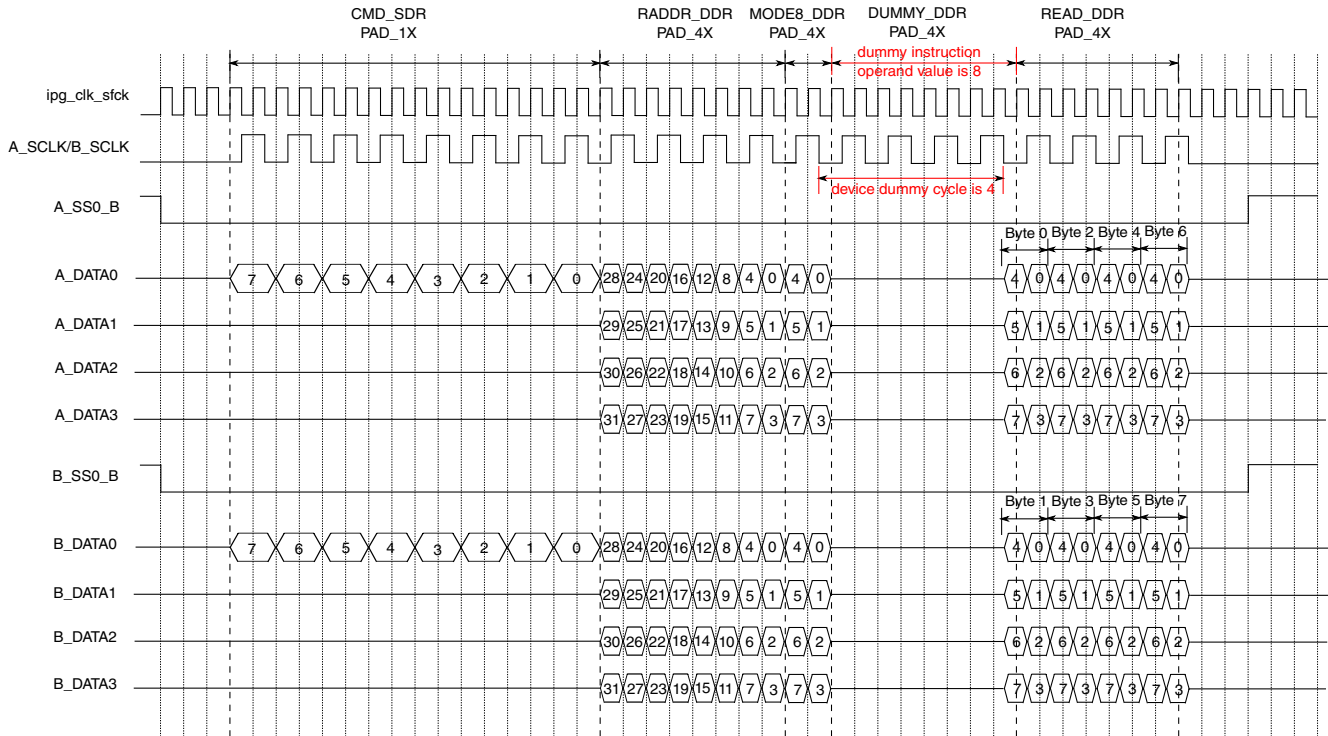 CMD_SDR RADDR_DDR MODE8_DDR DUMMY_DDR READ_DDR
PAD_1X PAD_4X PAD_4X PAD_4X PAD_4X
dummy instruction
operand value is 8
ipg_clk_sfck
A_SCLK/B_SCLK
device dummy cycle is 4
A_SS0_B
Byte 0 Byte 2 Byte 4 Byte 6
A_DATA0 7 6 5 4 3 2 1 0 28 24 20 16 12 8 4 0 4 0 4 0 4 0 4 0 4 0
A_DATA1 29 25 21 17 13 9 5 1 5 1 5 1 5 1 5 1 5 1
A_DATA2 30 26 22 18 14 10 6 2 6 2 6 2 6 2 6 2 6 2
A_DATA3 31 27 23 19 15 11 7 3 7 3 7 3 7 3 7 3 7 3
B_SS0_B
Byte 1 Byte 3 Byte 5 Byte 7
B_DATA0 7 6 5 4 3 2 1 0 28 24 20 16 12 8 4 0 4 0 4 0 4 0 4 0 4 0
B_DATA1 29 25 21 17 13 9 5 1 5 1 5 1 5 1 5 1 5 1
B_DATA2 30 26 22 18 14 10 6 2 6 2 6 2 6 2 6 2 6 2
B_DATA3 31 27 23 19 15 11 7 3 7 3 7 3 7 3 7 3 7 3